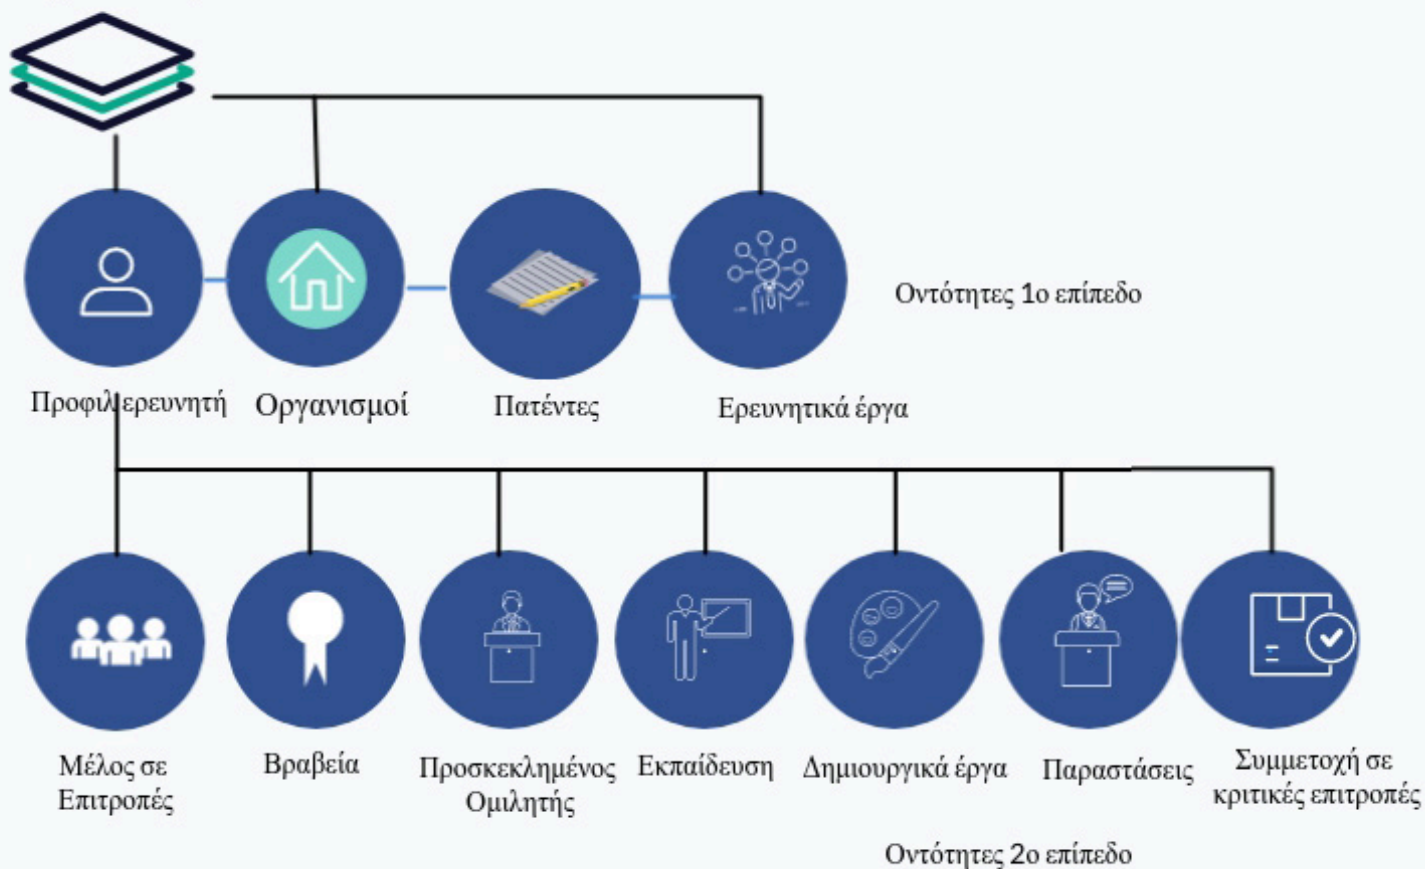 Οντότητες 1ο επίπεδο
Προφιλ ερευνητή
Οργανισμοί
Πατέντες
Ερευνητικά έργα
Μέλος σε
Επιτροπές
Βραβεία
Προσκεκλημένος
Ομιλητής
Εκπαίδευση
Δημιουργικά έργα
Παραστάσεις
Συμμετοχή σε
κριτικές επιτροπές
Οντότητες 2ο επίπεδο